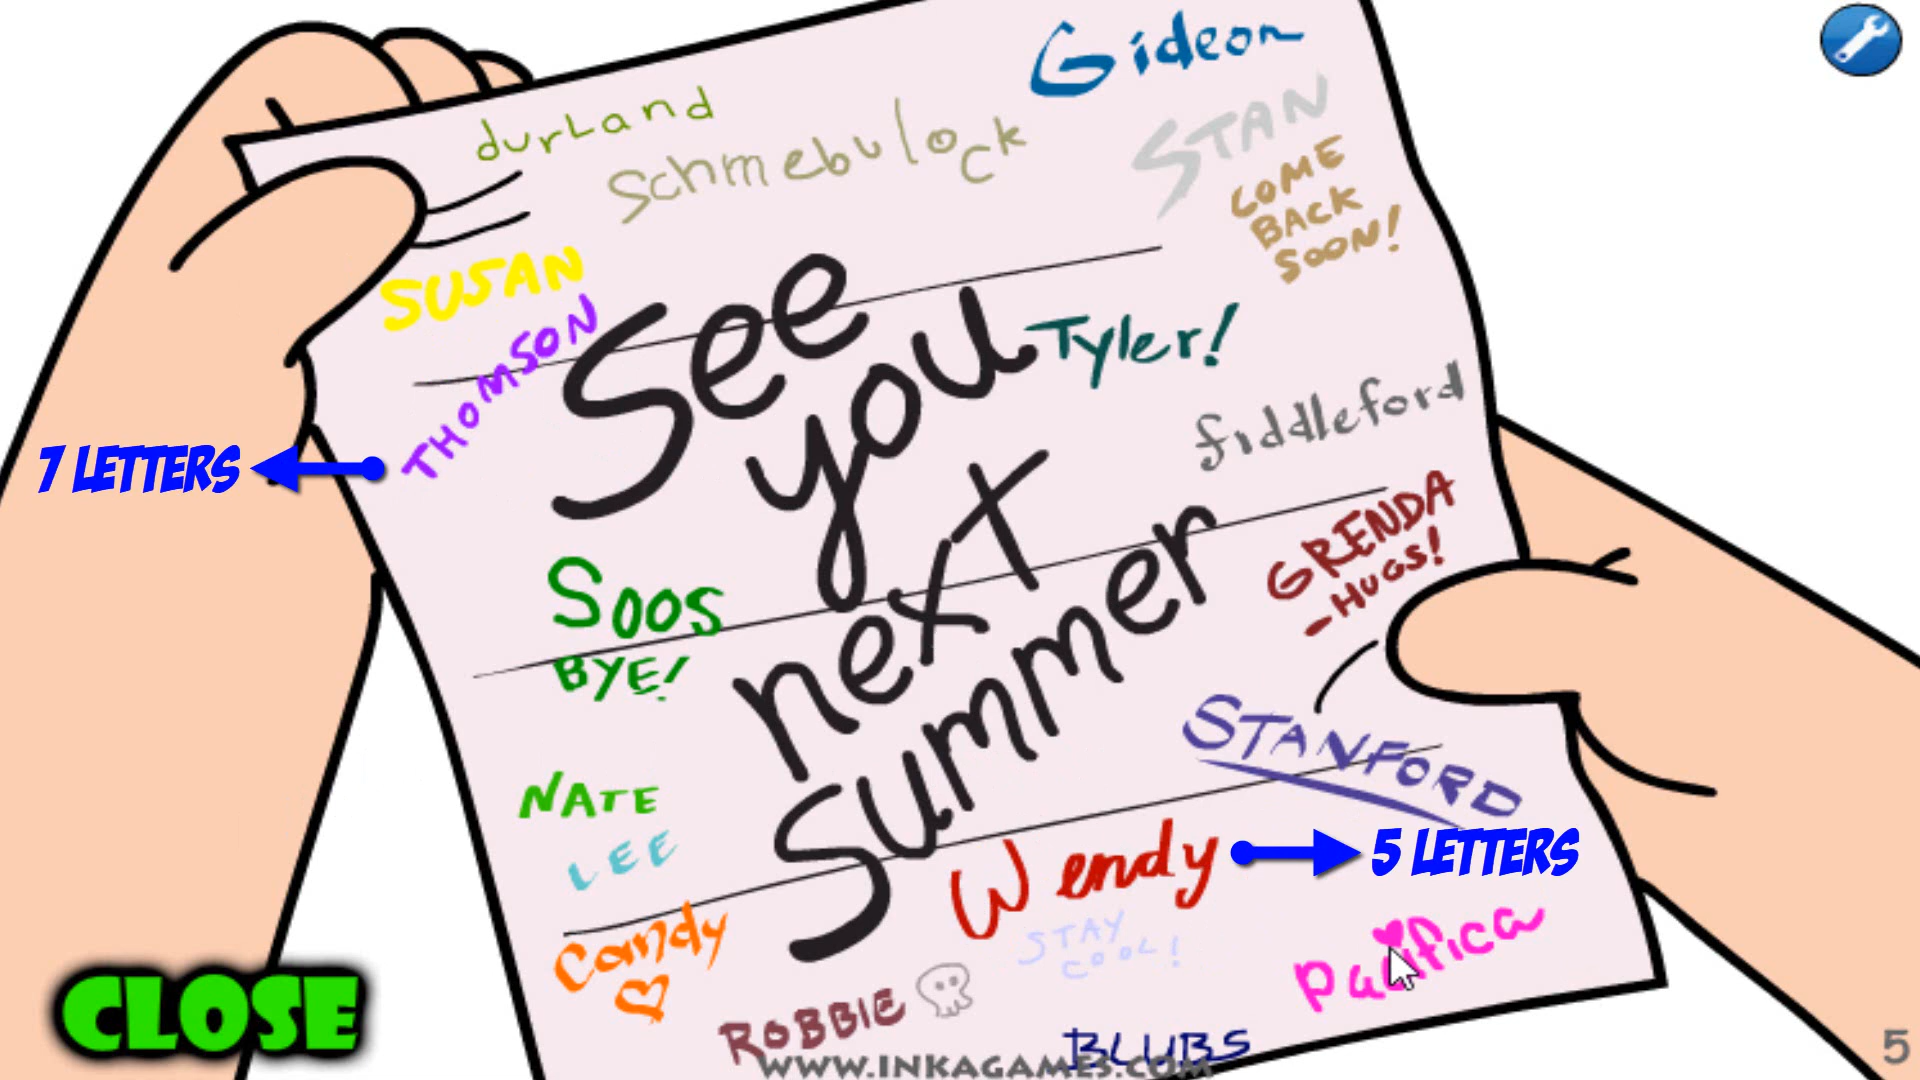 Gideon
durLand
Schmebulock
STAN
COME
BACK
SOON!
SUSAN
THOMSON
See
you
next
summer
Tyler!
fiddleford
7 LETTERS
GRENDA
-HUGS!
Soos
BYE!
STANFORD
NATE
LEE
Wendy
5 LETTERS
STAY
COOL!
Candy
Pacifica
ROBBIE
BLUBS
CLOSE
WWW.INKAGAMES.COM
5